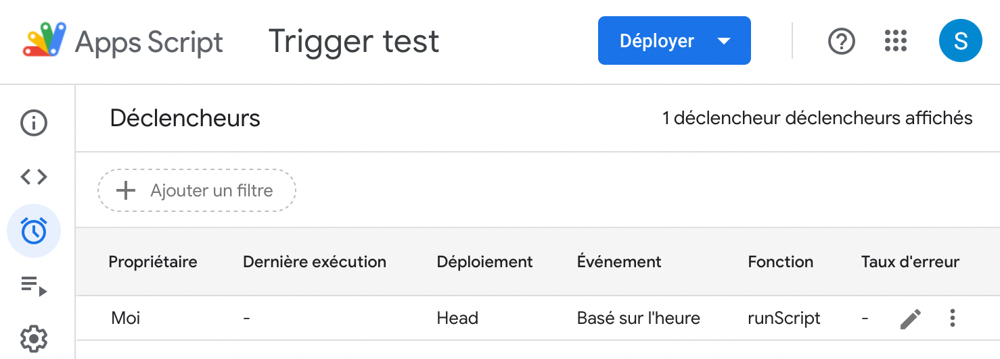 Apps Script Trigger test Déployer S
Déclencheurs 1 déclencheur déclencheurs affichés
Ajouter un filtre
Propriétaire Dernière exécution Déploiement Événement Fonction Taux d'erreur
Moi - Head Basé sur l'heure runScript -